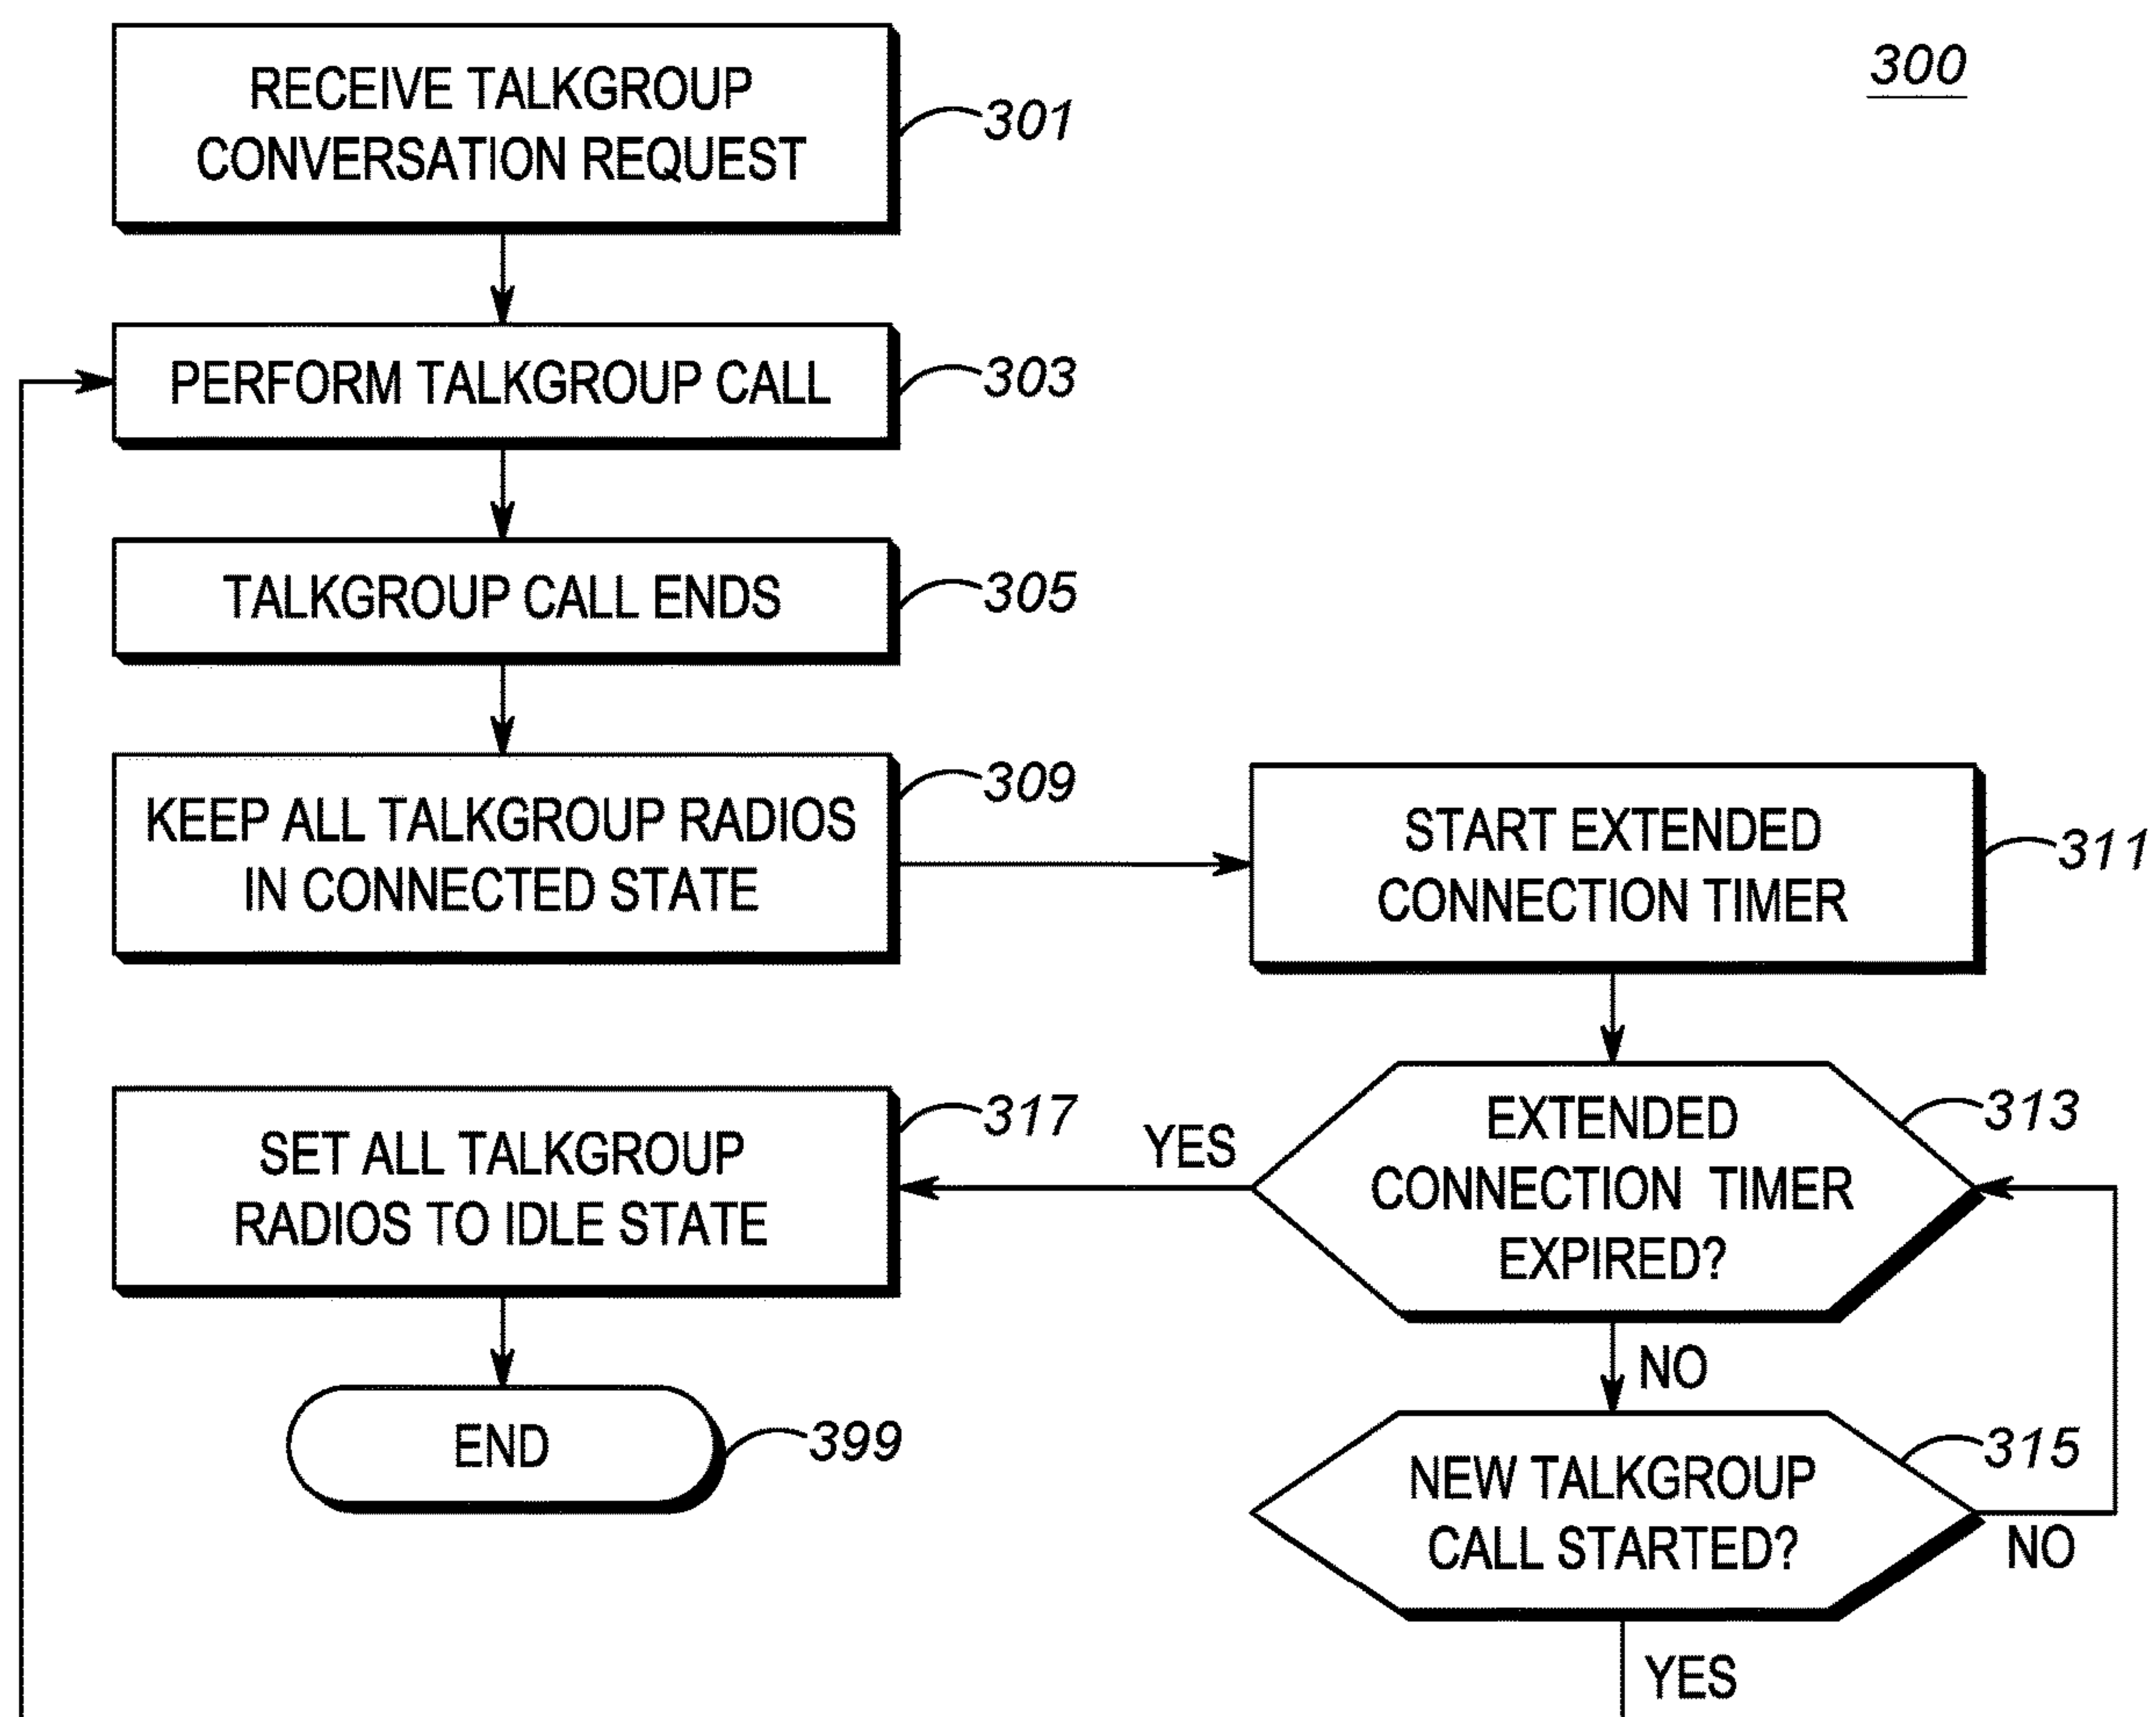 300
RECEIVE TALKGROUP
CONVERSATION REQUEST
301
PERFORM TALKGROUP CALL
303
TALKGROUP CALL ENDS
305
KEEP ALL TALKGROUP RADIOS
IN CONNECTED STATE
309
START EXTENDED
CONNECTION TIMER
311
EXTENDED
CONNECTION TIMER
EXPIRED?
313
YES
NO
SET ALL TALKGROUP
RADIOS TO IDLE STATE
317
END
399
NEW TALKGROUP
CALL STARTED?
315
NO
YES